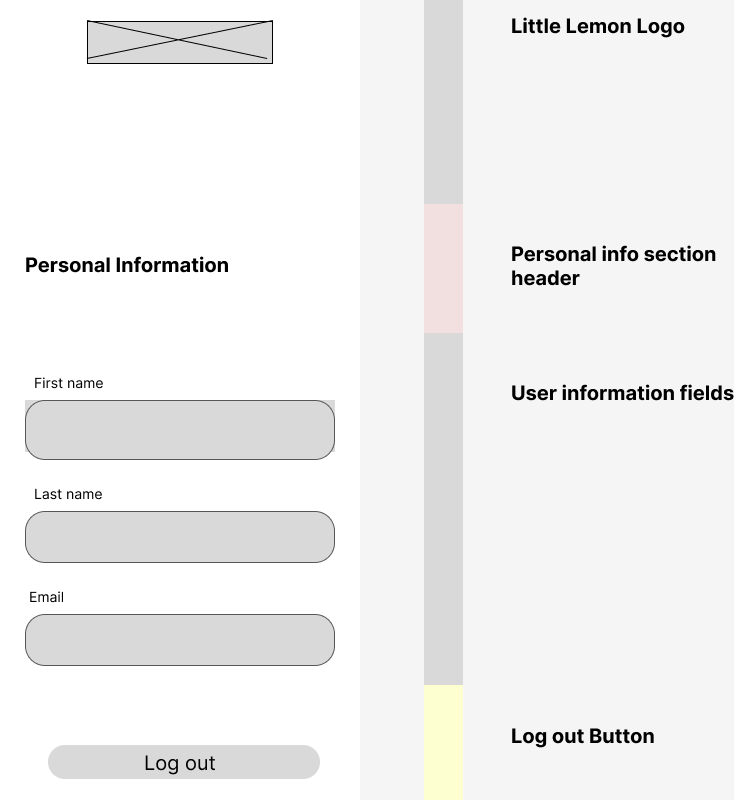 Little Lemon Logo
Personal Information
Personal info section
header
First name
User information fields
Last name
Email
Log out
Log out Button